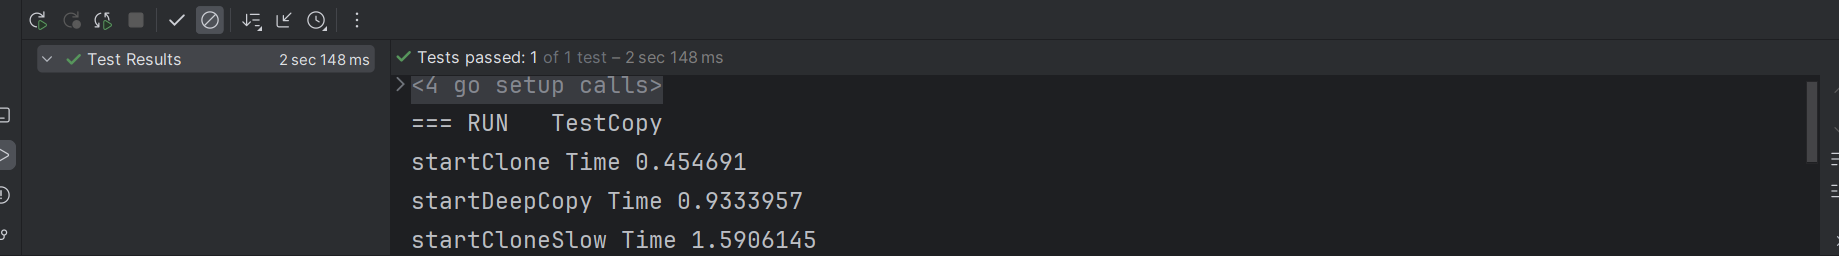 Test Results 2 sec 148 ms
Tests passed: 1 of 1 test – 2 sec 148 ms
<4 go setup calls>
=== RUN   TestCopy
startClone Time 0.454691
startDeepCopy Time 0.9333957
startCloneSlow Time 1.5906145